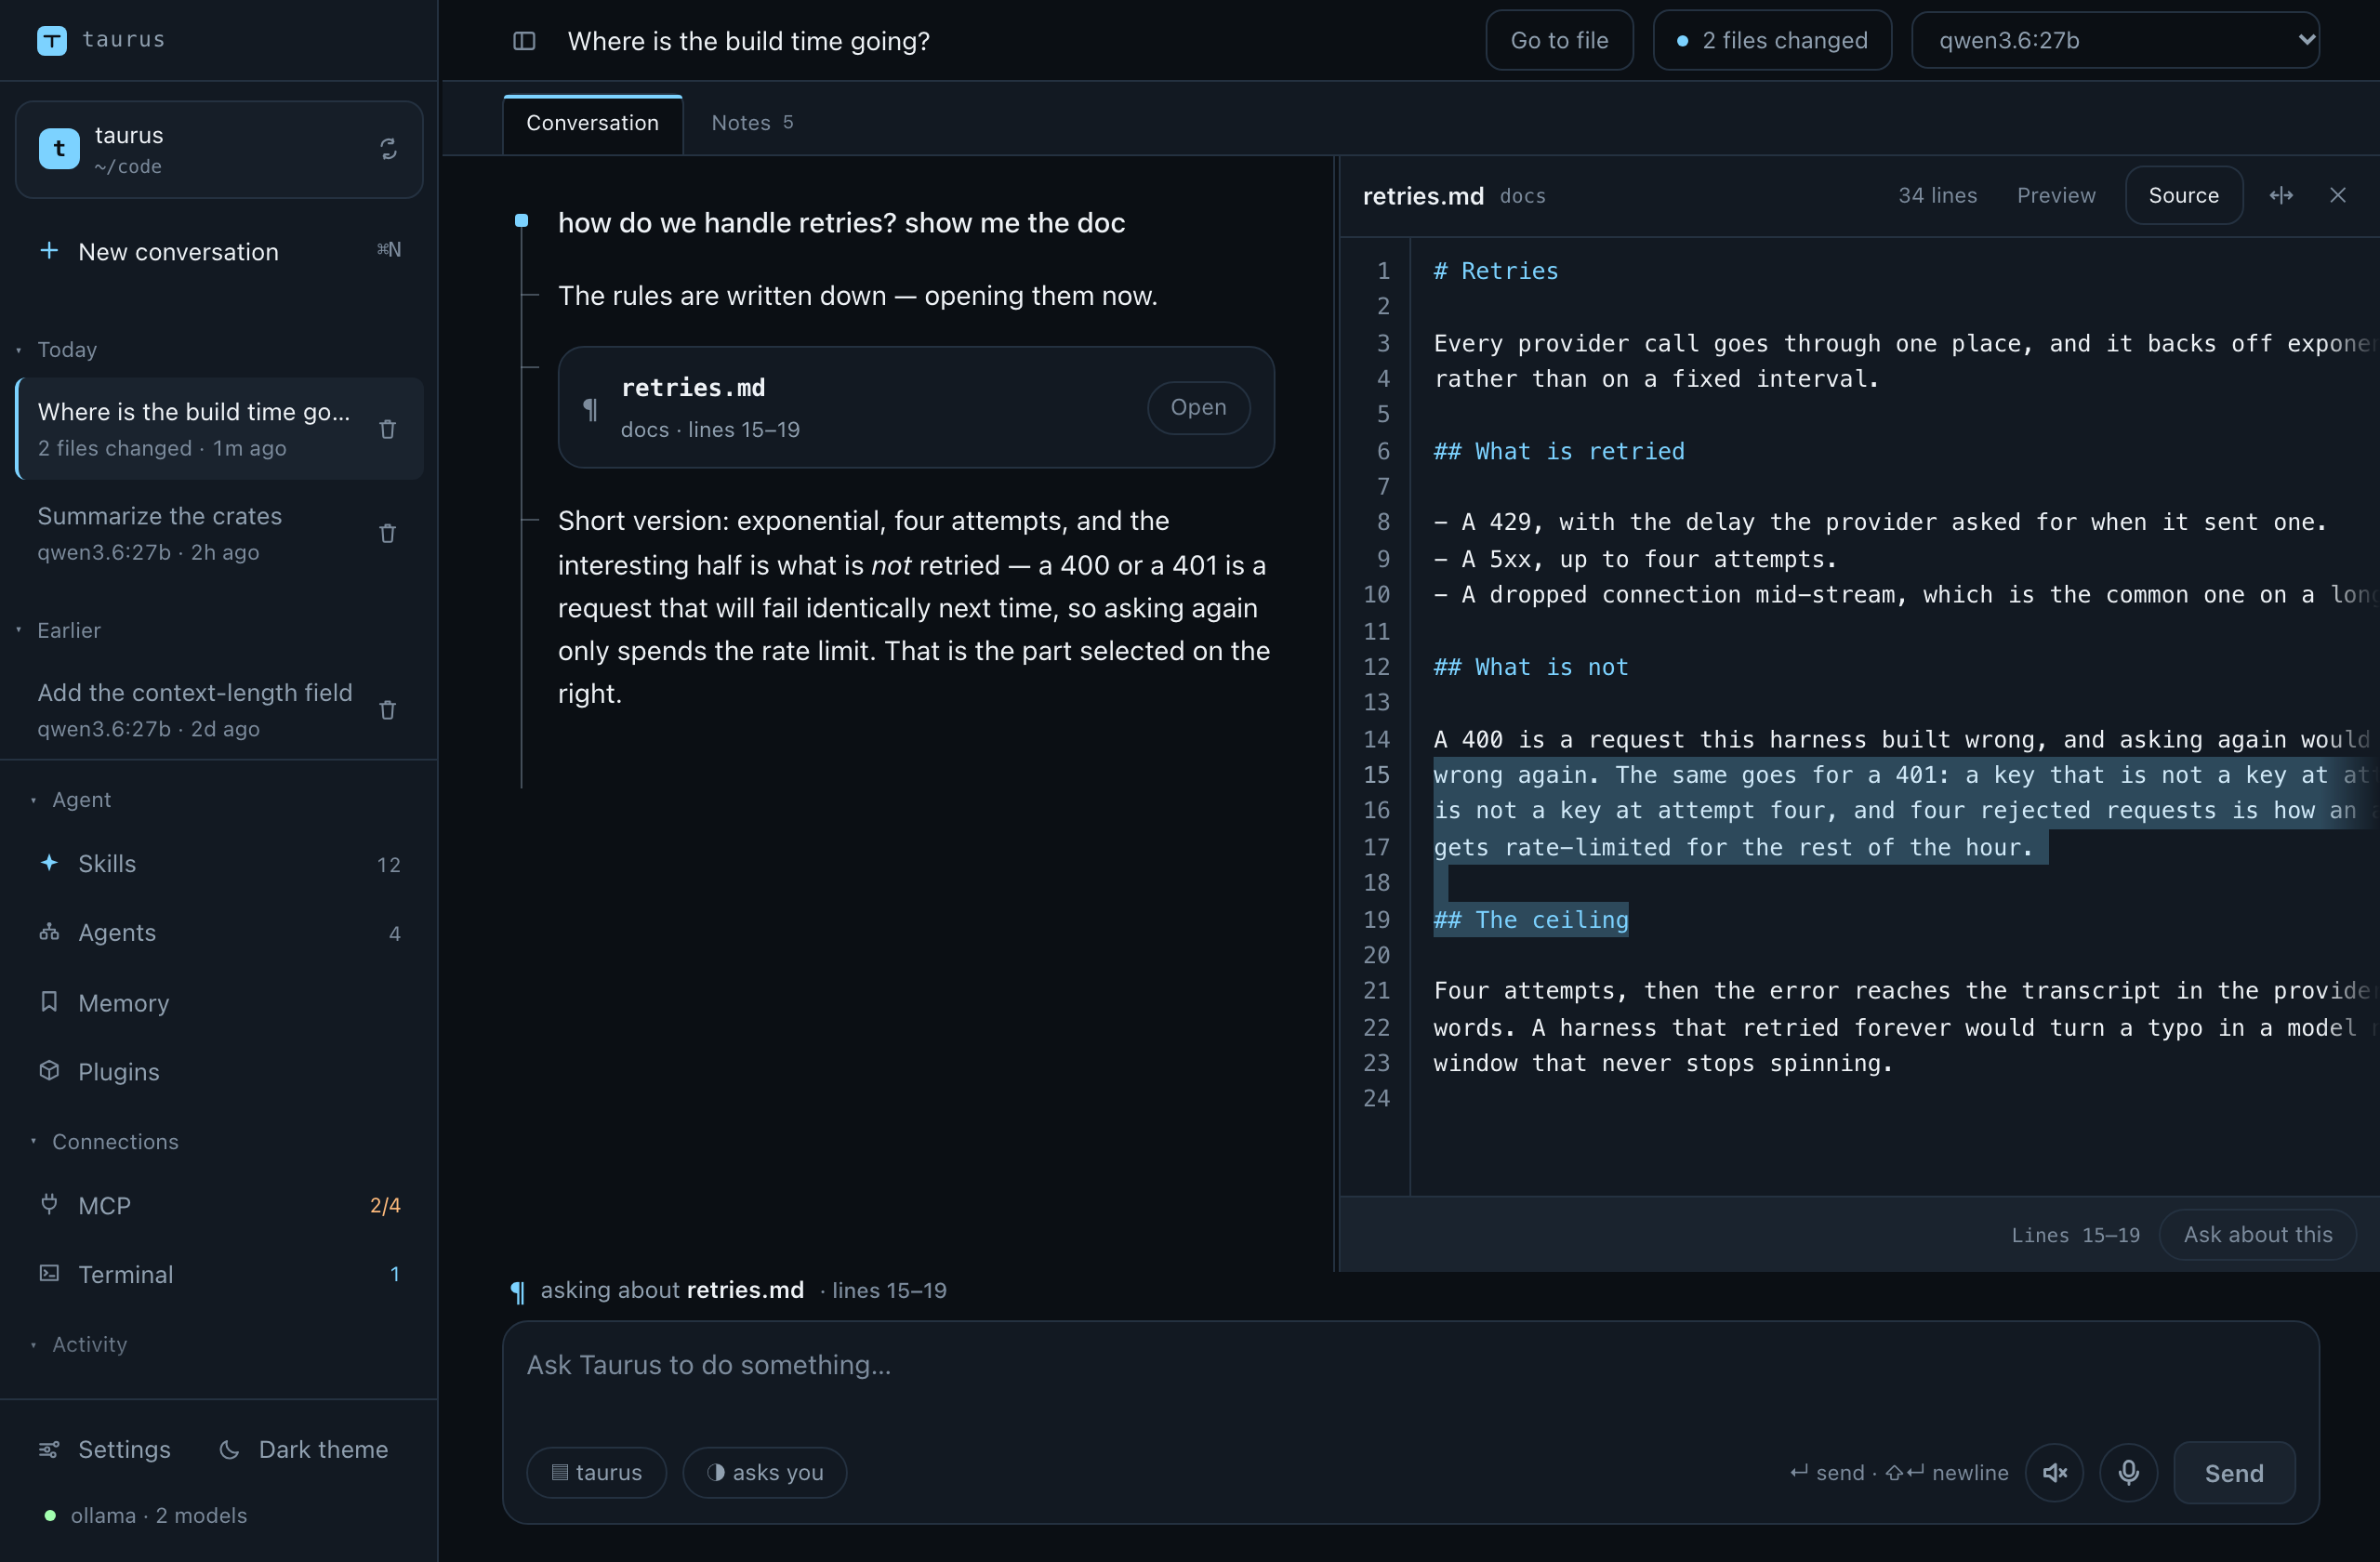 taurus
t
taurus
~/code
New conversation
⌘N
Today
Where is the build time go...
2 files changed · 1m ago
Summarize the crates
qwen3.6:27b · 2h ago
Earlier
Add the context-length field
qwen3.6:27b · 2d ago
Agent
Skills 12
Agents 4
Memory
Plugins
Connections
MCP 2/4
Terminal 1
Activity
Settings
Dark theme
ollama · 2 models
Where is the build time going?
Go to file
2 files changed
qwen3.6:27b
Conversation
Notes 5
how do we handle retries? show me the doc
The rules are written down — opening them now.
¶
retries.md
docs · lines 15–19
Open
Short version: exponential, four attempts, and the
interesting half is what is not retried — a 400 or a 401 is a
request that will fail identically next time, so asking again
only spends the rate limit. That is the part selected on the
right.
retries.md docs
34 lines
Preview
Source
1 # Retries
2
3 Every provider call goes through one place, and it backs off expone
4 rather than on a fixed interval.
5
6 ## What is retried
7
8 - A 429, with the delay the provider asked for when it sent one.
9 - A 5xx, up to four attempts.
10 - A dropped connection mid-stream, which is the common one on a long
11
12 ## What is not
13
14 A 400 is a request this harness built wrong, and asking again would
15 wrong again. The same goes for a 401: a key that is not a key at at
16 is not a key at attempt four, and four rejected requests is how an
17 gets rate-limited for the rest of the hour.
18
19 ## The ceiling
20
21 Four attempts, then the error reaches the transcript in the provide
22 words. A harness that retried forever would turn a typo in a model
23 window that never stops spinning.
24
Lines 15–19
Ask about this
¶ asking about retries.md · lines 15–19
Ask Taurus to do something...
taurus
asks you
↵ send · ⇧↵ newline
Send